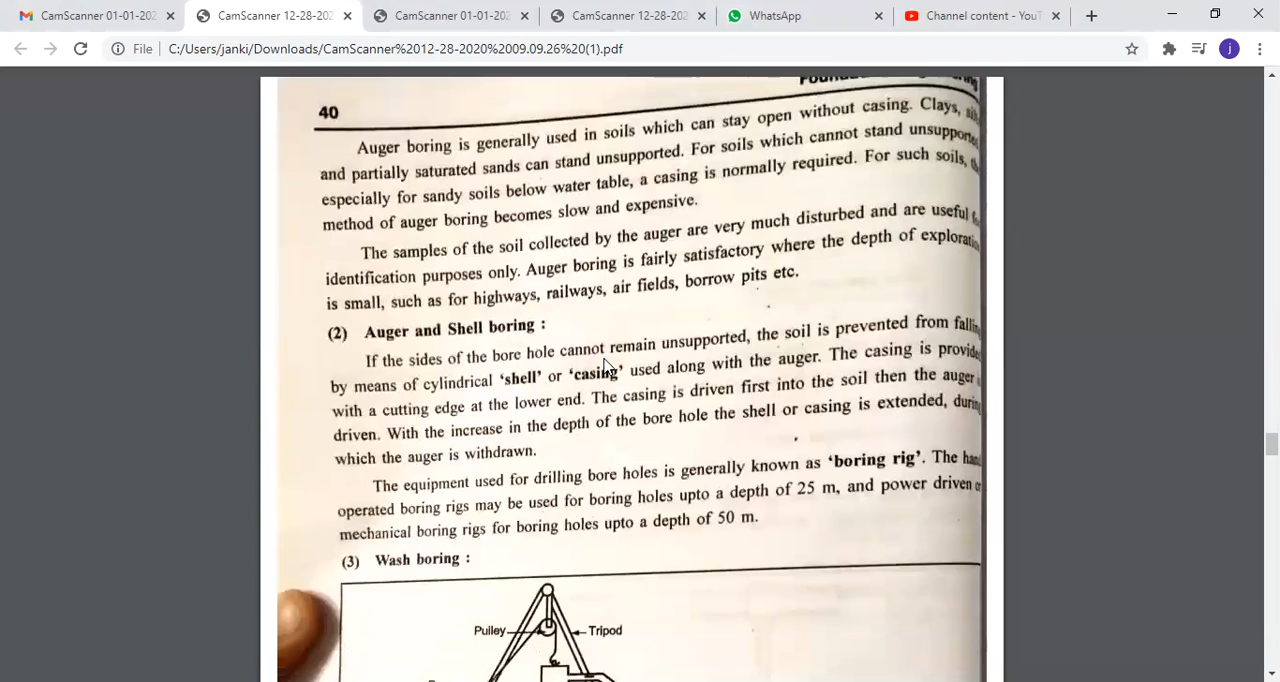 CamScanner 01-01-202
CamScanner 12-28-202
CamScanner 01-01-202
CamScanner 12-28-202
WhatsApp
Channel content - YouT
File
C:/Users/janki/Downloads/CamScanner%2012-28-2020%2009.09.26%20(1).pdf
j
40
Auger boring is generally used in soils which can stay open without casing. Clays,
and partially saturated sands can stand unsupported. For soils which cannot stand unsupporte
especially for sandy soils below water table, a casing is normally required. For such soils,
method of auger boring becomes slow and expensive.
The samples of the soil collected by the auger are very much disturbed and are useful
identification purposes only. Auger boring is fairly satisfactory where the depth of exploratio
is small, such as for highways, railways, air fields, borrow pits etc.
(2) Auger and Shell boring :
If the sides of the bore hole cannot remain unsupported, the soil is prevented from fallin
by means of cylindrical ‘shell’ or ‘casing’ used along with the auger. The casing is provide
with a cutting edge at the lower end. The casing is driven first into the soil then the auger
driven. With the increase in the depth of the bore hole the shell or casing is extended, durin
which the auger is withdrawn.
The equipment used for drilling bore holes is generally known as ‘boring rig’. The han
operated boring rigs may be used for boring holes upto a depth of 25 m, and power driven
mechanical boring rigs for boring holes upto a depth of 50 m.
(3) Wash boring :
Pulley
Tripod